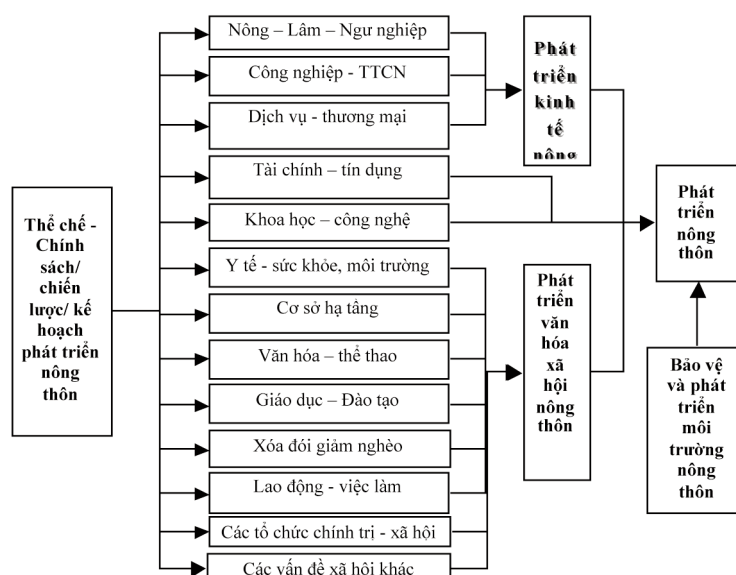 Thể chế -
Chính
sách/
chiến
lược/ kế
hoạch
phát triển
nông
thôn
Nông – Lâm – Ngư nghiệp
Công nghiệp - TTCN
Dịch vụ - thương mại
Tài chính – tín dụng
Khoa học – công nghệ
Y tế - sức khỏe, môi trường
Cơ sở hạ tầng
Văn hóa – thể thao
Giáo dục – Đào tạo
Xóa đói giảm nghèo
Lao động - việc làm
Các tổ chức chính trị - xã hội
Các vấn đề xã hội khác
Phát
triển
kinh
tế
nông
Phát
triển
văn
hóa
xã
hội
nông
thôn
Phát
triển
nông
thôn
Bảo vệ
và phát
triển
môi
trường
nông
thôn